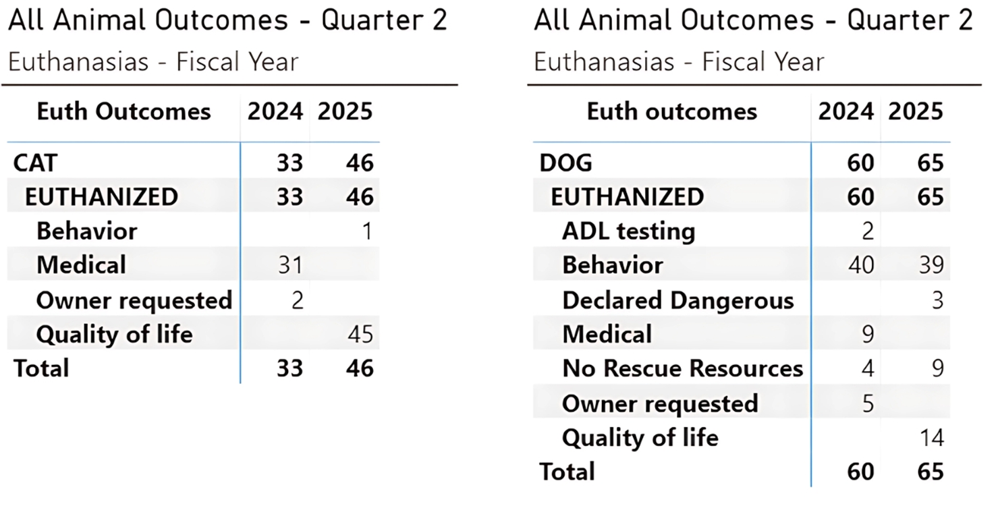 All Animal Outcomes - Quarter 2
Euthanasias - Fiscal Year
Euth Outcomes 2024 2025
CAT 33 46
EUTHANIZED 33 46
Behavior 1
Medical 31
Owner requested 2
Quality of life 45
Total 33 46
All Animal Outcomes - Quarter 2
Euthanasias - Fiscal Year
Euth outcomes 2024 2025
DOG 60 65
EUTHANIZED 60 65
ADL testing 2
Behavior 40 39
Declared Dangerous 3
Medical 9
No Rescue Resources 4 9
Owner requested 5
Quality of life 14
Total 60 65